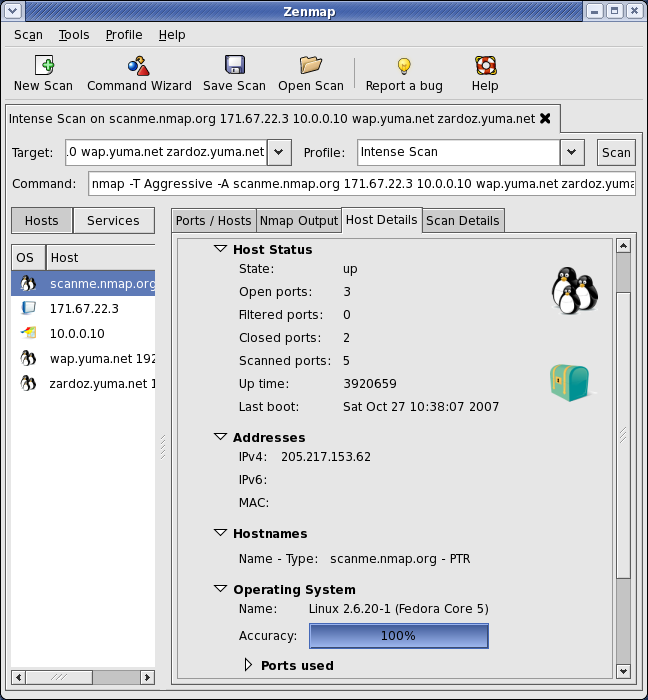 Zenmap
Scan Tools Profile Help
New Scan Command Wizard Save Scan Open Scan Report a bug Help
Intense Scan on scanme.nmap.org 171.67.22.3 10.0.0.10 wap.yuma.net zardoz.yuma.net
Target: .0 wap.yuma.net zardoz.yuma.net Profile: Intense Scan Scan
Command: nmap -T Aggressive -A scanme.nmap.org 171.67.22.3 10.0.0.10 wap.yuma.net zardoz.yuma.
Hosts Services
OS Host
scanme.nmap.org
171.67.22.3
10.0.0.10
wap.yuma.net 192
zardoz.yuma.net 1
Ports / Hosts Nmap Output Host Details Scan Details
Host Status
State: up
Open ports: 3
Filtered ports: 0
Closed ports: 2
Scanned ports: 5
Up time: 3920659
Last boot: Sat Oct 27 10:38:07 2007
Addresses
IPv4: 205.217.153.62
IPv6:
MAC:
Hostnames
Name - Type: scanme.nmap.org - PTR
Operating System
Name: Linux 2.6.20-1 (Fedora Core 5)
Accuracy: 100%
Ports used